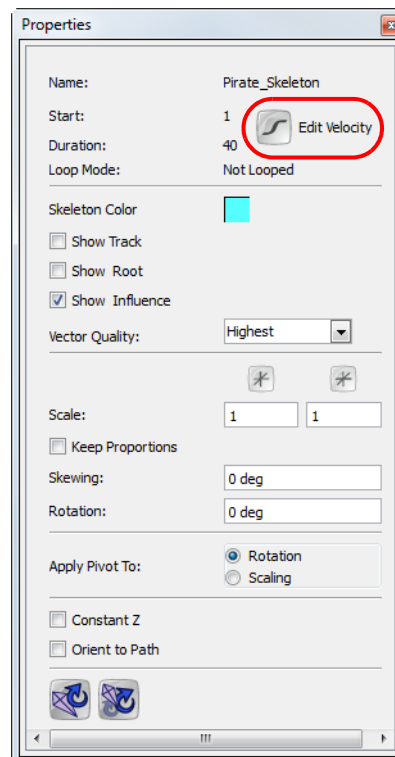 Properties
Name: Pirate_Skeleton
Start: 1
Edit Velocity
Duration: 40
Loop Mode: Not Looped
Skeleton Color
Show Track
Show Root
Show Influence
Vector Quality: Highest
Scale: 1 1
Keep Proportions
Skewing: 0 deg
Rotation: 0 deg
Apply Pivot To: Rotation
Scaling
Constant Z
Orient to Path